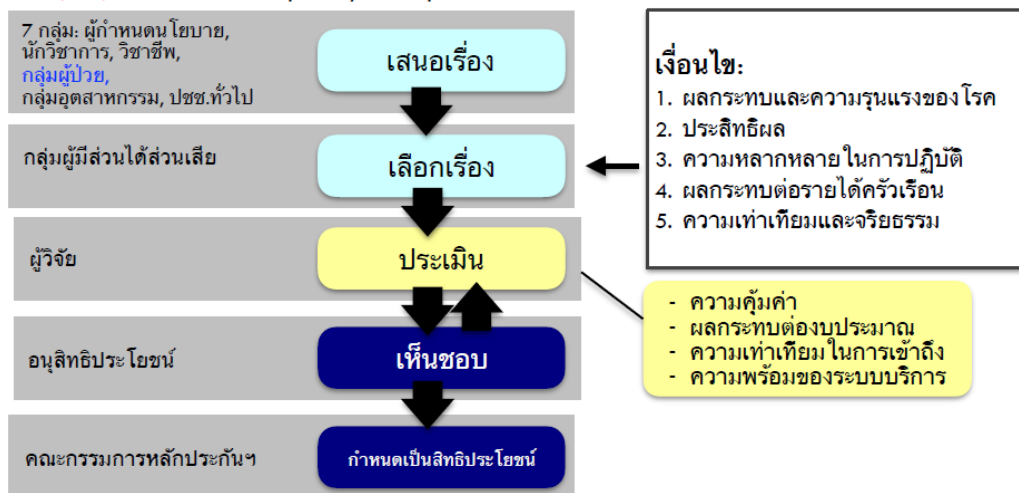 7 กลุ่ม: ผู้กำหนดนโยบาย,
นักวิชาการ, วิชาชีพ,
กลุ่มผู้ป่วย,
กลุ่มอุตสาหกรรม, ปชช.ทั่วไป
เสนอเรื่อง
กลุ่มผู้มีส่วนได้ส่วนเสีย
เลือกเรื่อง
เงื่อนไข:
1. ผลกระทบและความรุนแรงของโรค
2. ประสิทธิผล
3. ความหลากหลายในการปฏิบัติ
4. ผลกระทบต่อรายได้ครัวเรือน
5. ความเท่าเทียมและจริยธรรม
ผู้วิจัย
ประเมิน
- ความคุ้มค่า
- ผลกระทบต่องบประมาณ
- ความเท่าเทียมในการเข้าถึง
- ความพร้อมของระบบบริการ
อนุสิทธิประโยชน์
เห็นชอบ
คณะกรรมการหลักประกันฯ
กำหนดเป็นสิทธิประโยชน์